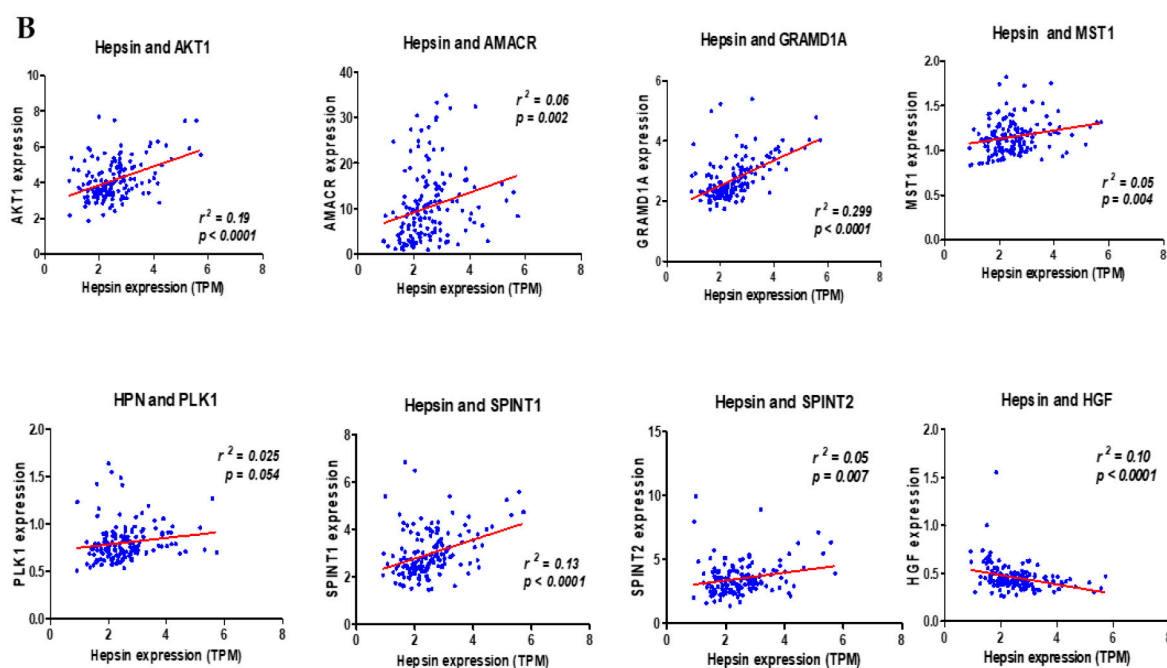 B
Hepsin and AKT1
AKT1 expression
10
8
6
4
2
0
r² = 0.19
p < 0.0001
0 2 4 6 8
Hepsin expression (TPM)
Hepsin and AMACR
AMACR expression
40
30
20
10
0
r² = 0.06
p = 0.002
0 2 4 6 8
Hepsin expression (TPM)
Hepsin and GRAMD1A
GRAMD1A expression
6
4
2
0
r² = 0.299
p < 0.0001
0 2 4 6 8
Hepsin expression (TPM)
Hepsin and MST1
MST1 expression
2.0
1.5
1.0
0.5
0.0
r² = 0.05
p = 0.004
0 2 4 6 8
Hepsin expression (TPM)
HPN and PLK1
PLK1 expression
2.0
1.5
1.0
0.5
0.0
r² = 0.025
p = 0.054
0 2 4 6 8
Hepsin expression (TPM)
Hepsin and SPINT1
SPINT1 expression
8
6
4
2
0
r² = 0.13
p < 0.0001
0 2 4 6 8
Hepsin expression (TPM)
Hepsin and SPINT2
SPINT2 expression
15
10
5
0
r² = 0.05
p = 0.007
0 2 4 6 8
Hepsin expression (TPM)
Hepsin and HGF
HGF expression
2.0
1.5
1.0
0.5
0.0
r² = 0.10
p < 0.0001
0 2 4 6 8
Hepsin expression (TPM)